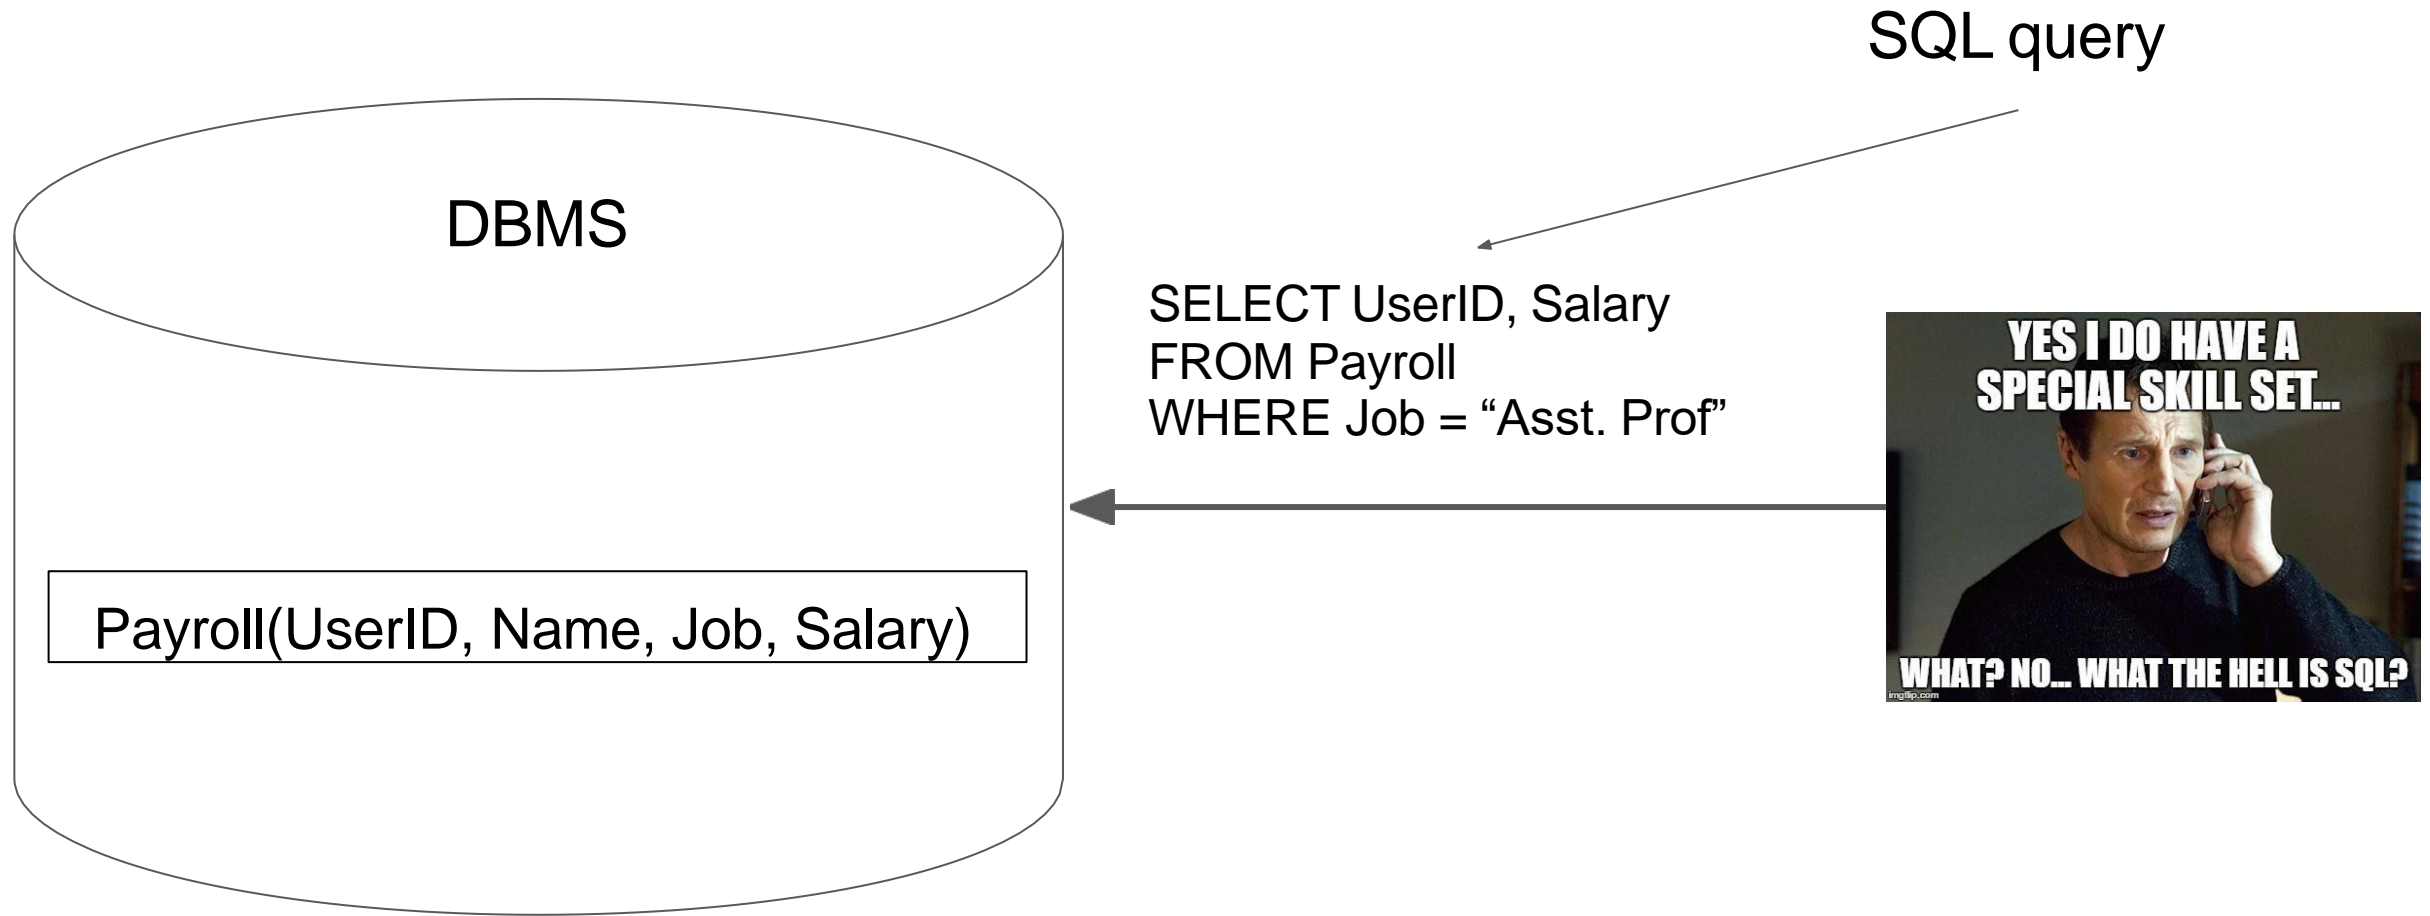 SQL query
DBMS
SELECT UserID, Salary
FROM Payroll
WHERE Job = “Asst. Prof”
YES I DO HAVE A
SPECIAL SKILL SET...
WHAT? NO... WHAT THE HELL IS SQL?
imgflip.com
Payroll(UserID, Name, Job, Salary)